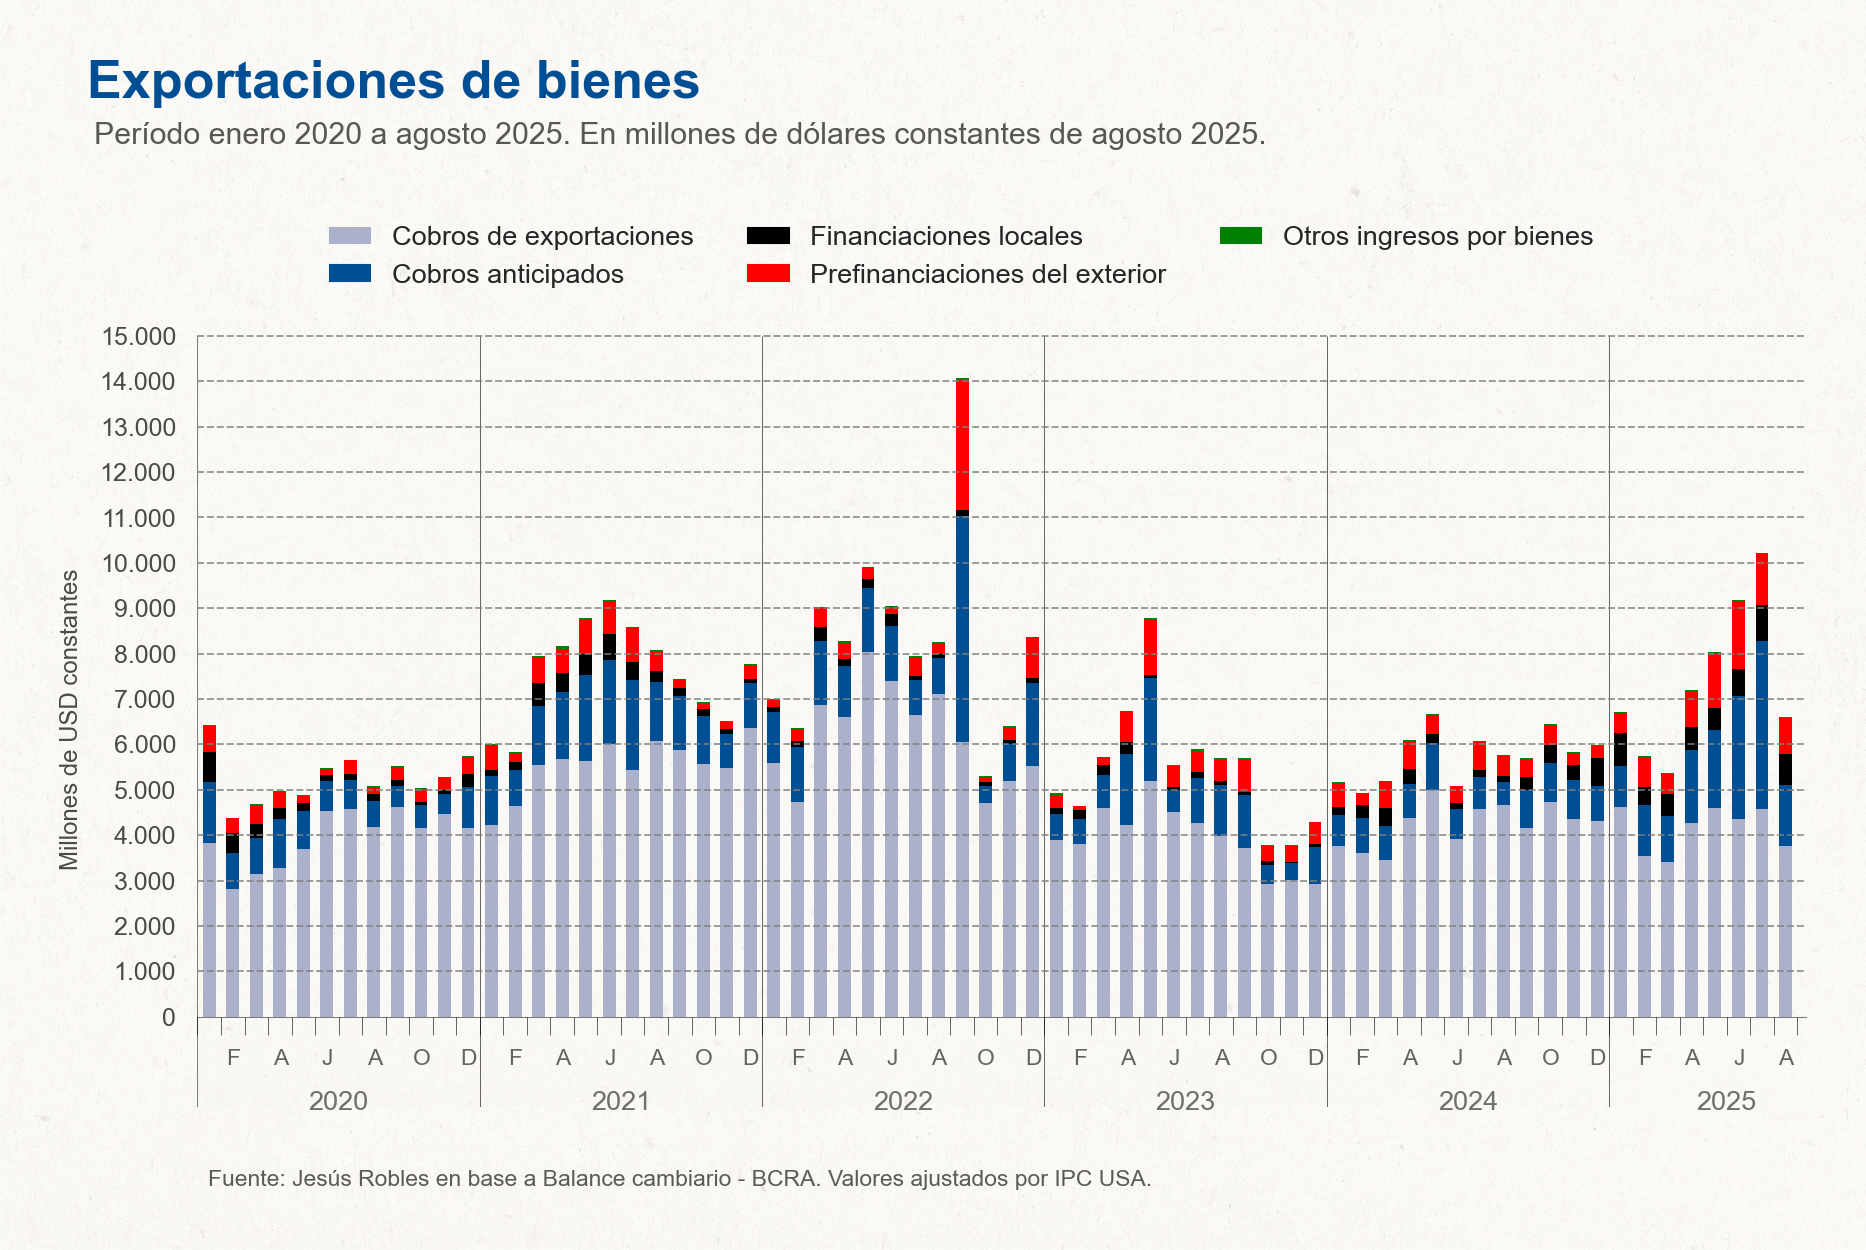 Exportaciones de bienes
Período enero 2020 a agosto 2025. En millones de dólares constantes de agosto 2025.
Cobros de exportaciones
Financiaciones locales
Otros ingresos por bienes
Cobros anticipados
Prefinanciaciones del exterior
Millones de USD constantes
15.000
14.000
13.000
12.000
11.000
10.000
9.000
8.000
7.000
6.000
5.000
4.000
3.000
2.000
1.000
0
F A J A O D F A J A O D F A J A O D F A J A O D F A J A O D F A J A
2020 2021 2022 2023 2024 2025
Fuente: Jesús Robles en base a Balance cambiario - BCRA. Valores ajustados por IPC USA.